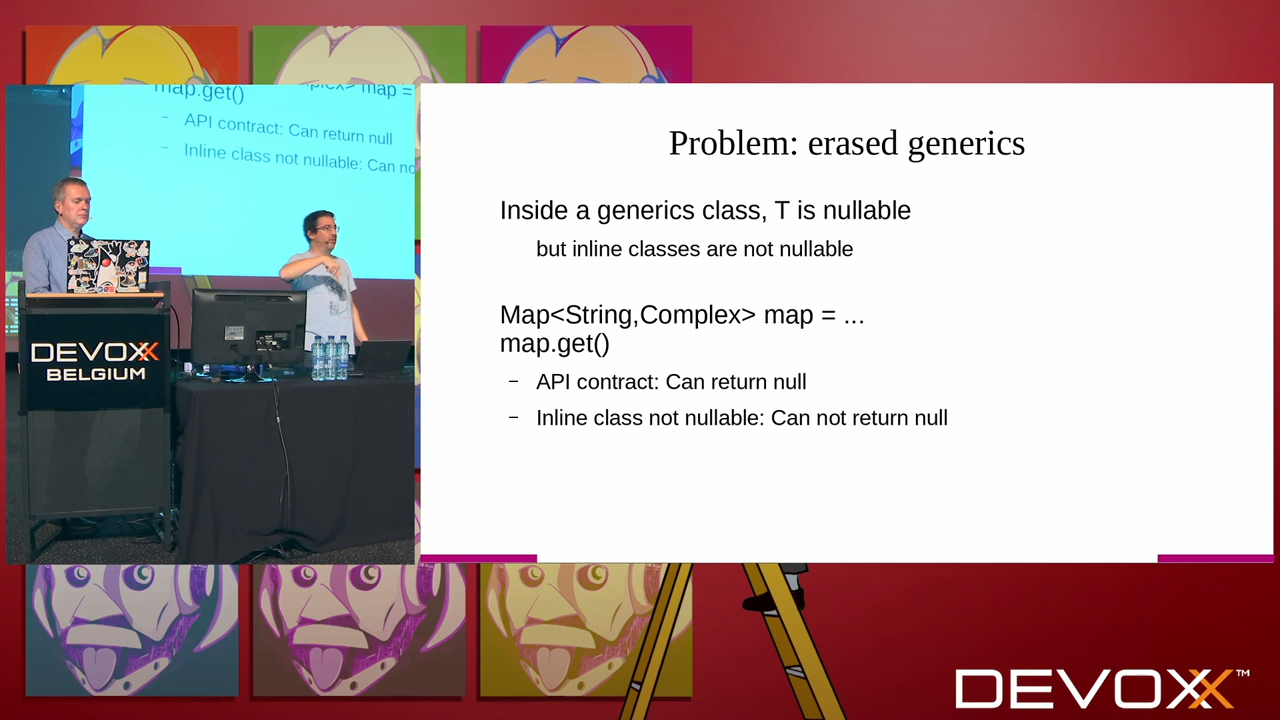 map.get()
map =
– API contract: Can return null
– Inline class not nullable: Can no
DEVOXX
BELGIUM
Problem: erased generics
Inside a generics class, T is nullable
but inline classes are not nullable
Map<String,Complex> map = ...
map.get()
– API contract: Can return null
– Inline class not nullable: Can not return null
DEVOXX™